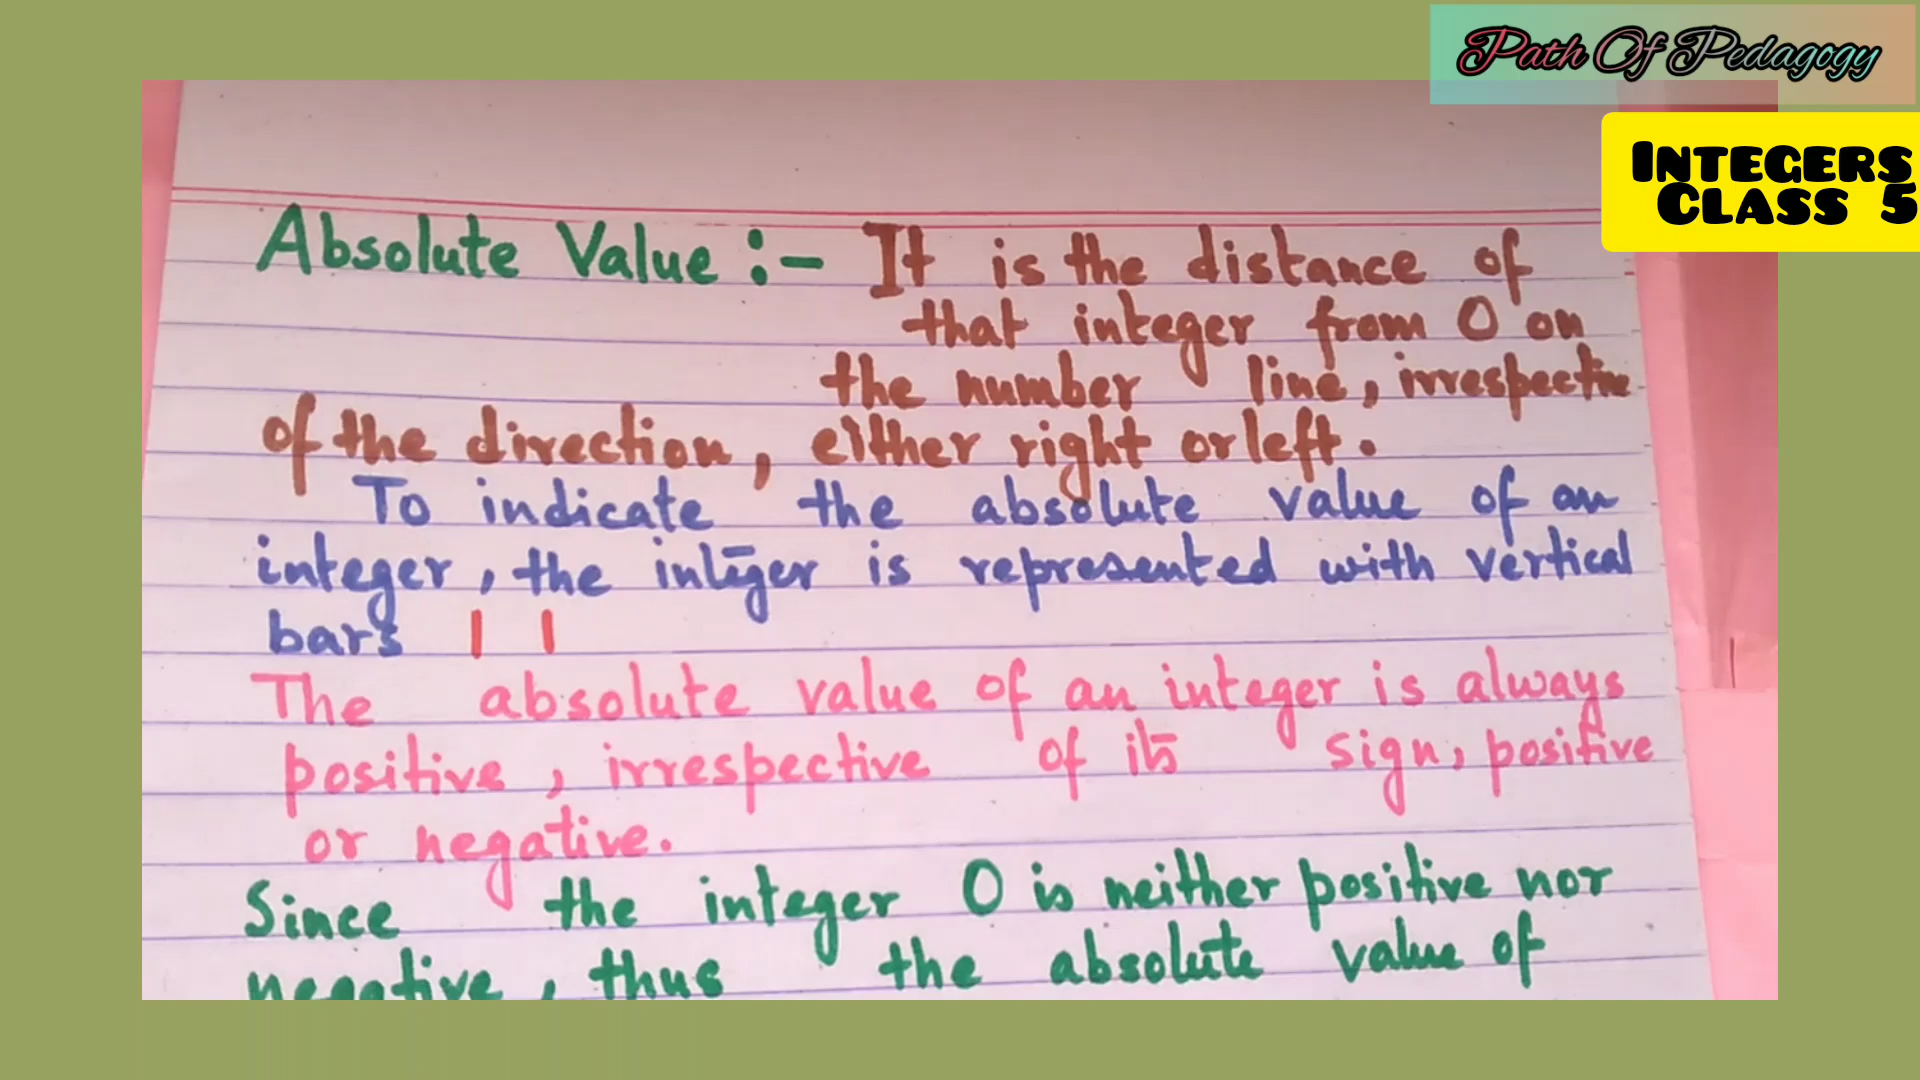 Path Of Pedagogy
INTEGERS
CLASS 5
Absolute Value :- It is the distance of
that integer from 0 on
the number line, irrespective
of the direction, either right or left.
To indicate the absolute value of an
integer, the integer is represented with vertical
bars | |
The absolute value of an integer is always
positive, irrespective of its sign, positive
or negative.
Since the integer 0 is neither positive nor
negative, thus the absolute value of